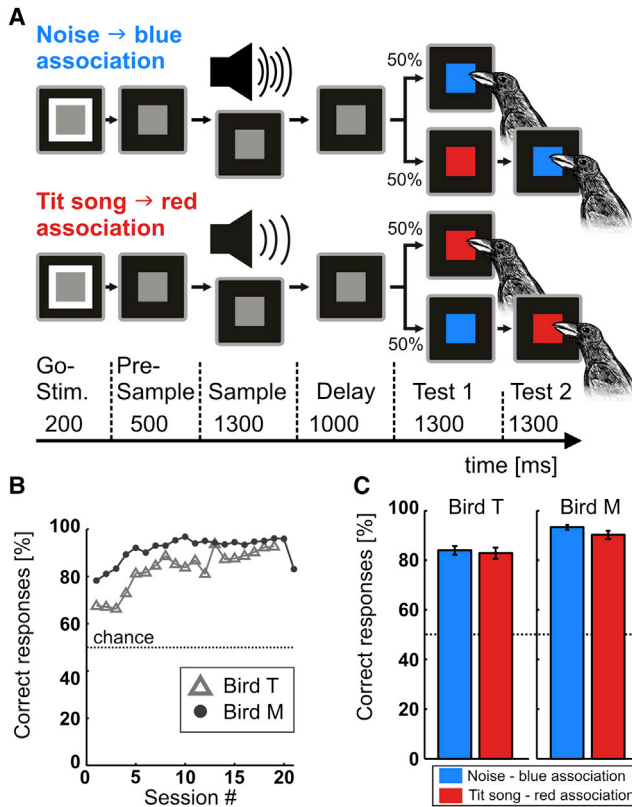 A
Noise → blue
association
50%
50%
Tit song → red
association
50%
50%
Go-
Stim.
200
Pre-
Sample
500
Sample
1300
Delay
1000
Test 1
1300
Test 2
1300
time [ms]
B
Correct responses [%]
100
80
60
40
20
0
chance
Bird T
Bird M
0 5 10 15 20
Session #
C
Bird T Bird M
Correct responses [%]
100
80
60
40
20
0
Noise - blue association
Tit song - red association